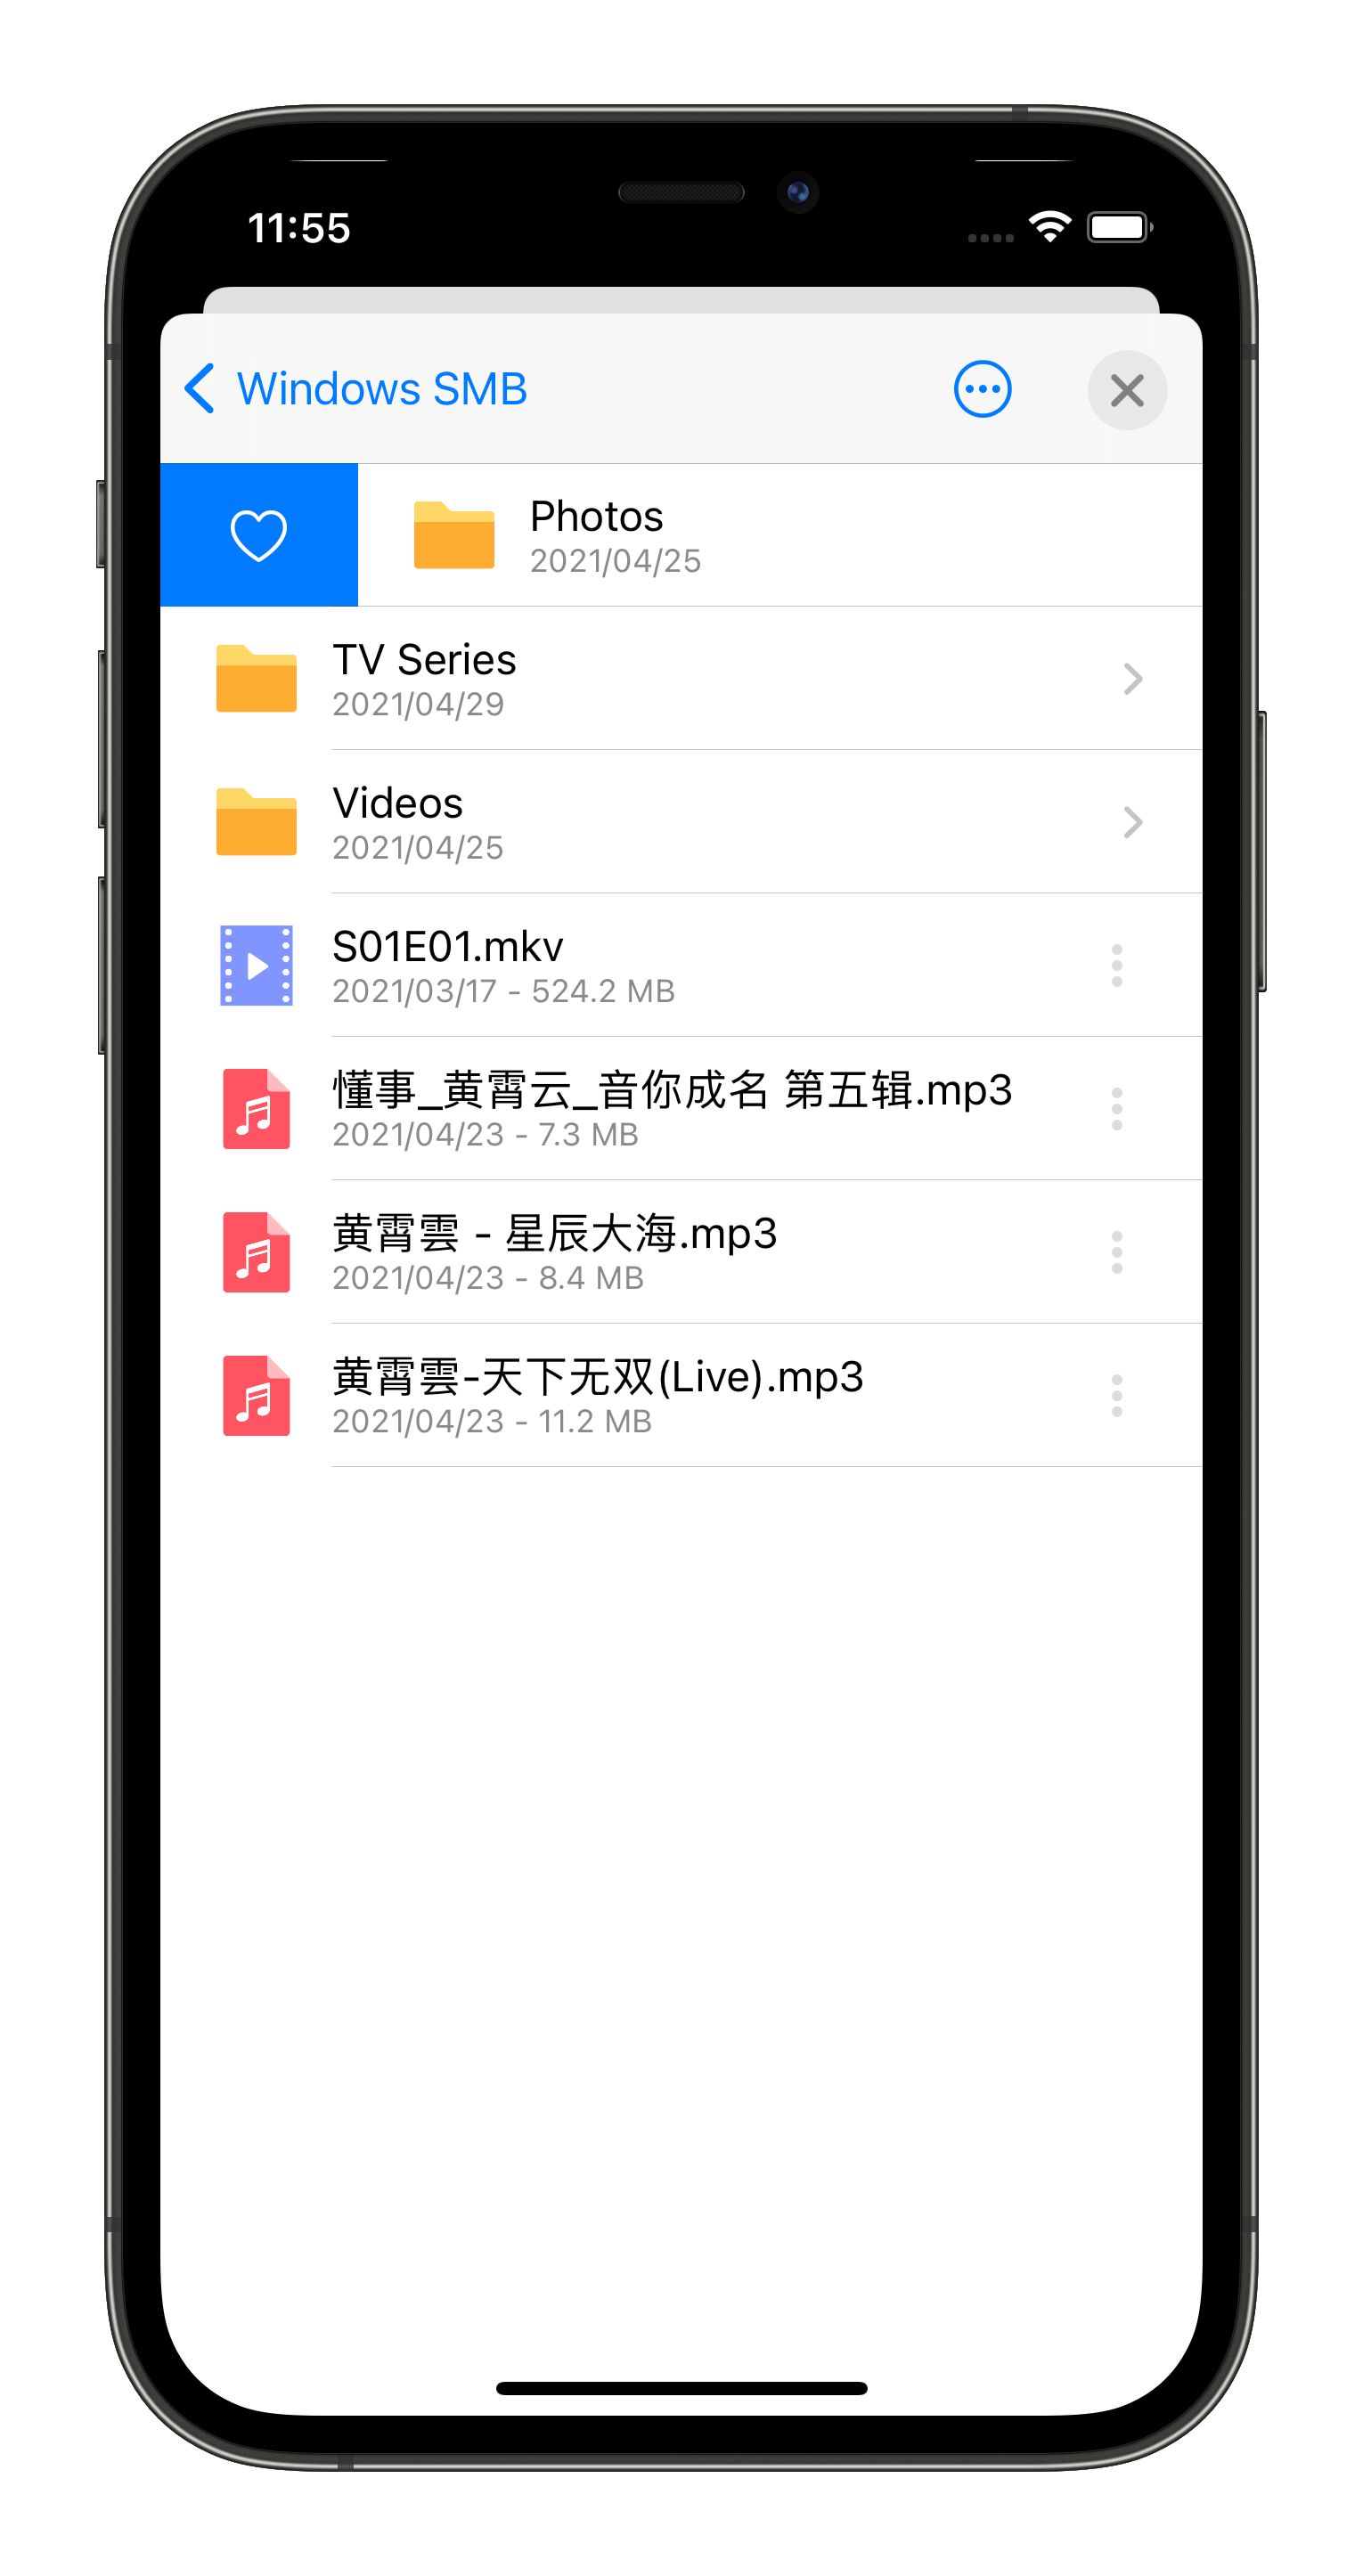 11:55
Windows SMB
Photos
2021/04/25
TV Series
2021/04/29
Videos
2021/04/25
S01E01.mkv
2021/03/17 - 524.2 MB
懂事_黄霄云_音你成名 第五辑.mp3
2021/04/23 - 7.3 MB
黄霄雲 - 星辰大海.mp3
2021/04/23 - 8.4 MB
黄霄雲-天下无双(Live).mp3
2021/04/23 - 11.2 MB